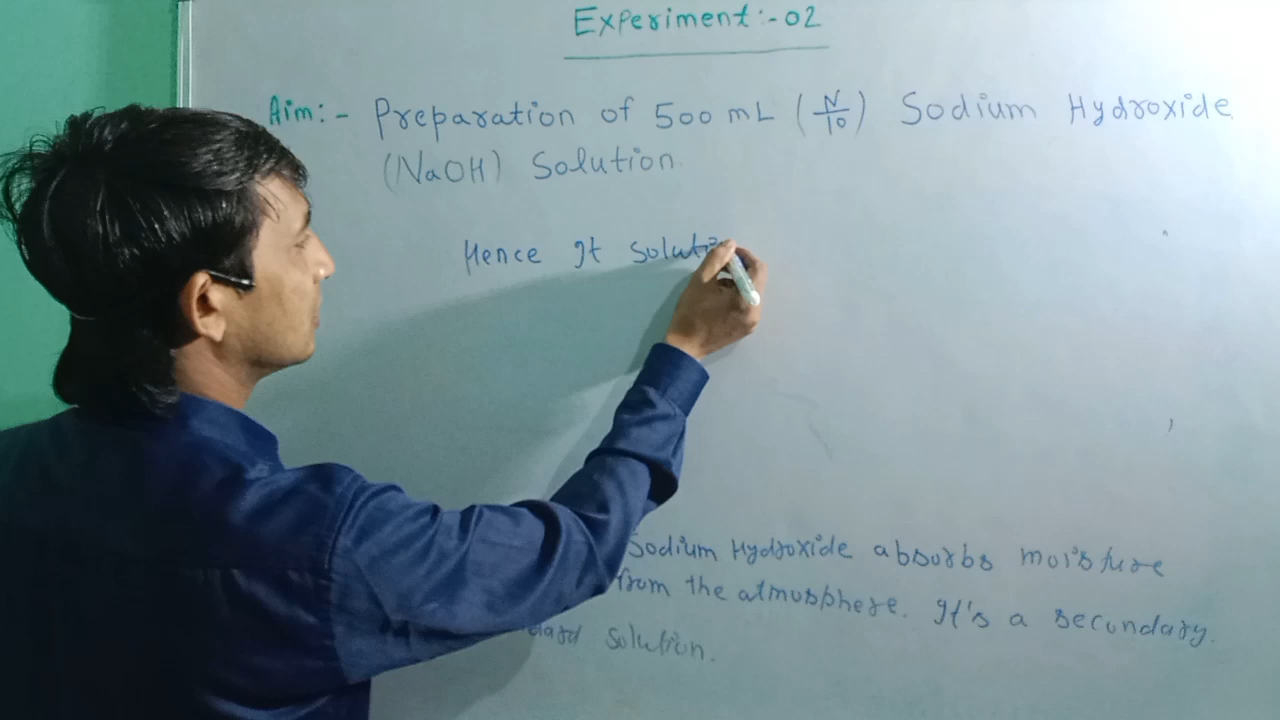 Experiment:-02
Aim:- Preparation of 500 mL (N/10) Sodium Hydroxide
(NaOH) Solution.
Hence It
Sodium Hydroxide absorbs moisture
from the atmosphere. It's a secondary.
solution.